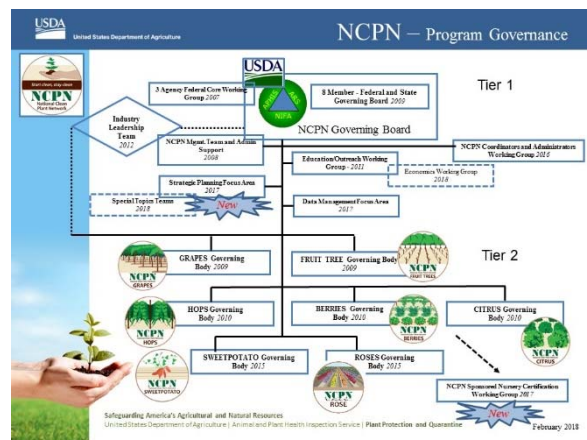 USDA
United States Department of Agriculture
NCPN – Program Governance
NCPN
National Clean
Plant Network
USDA
3 Agency Federal Core Working
Group 2007
APHIS
ARS
NIFA
8 Member - Federal and State
Governing Board 2009
NCPN Governing Board
Tier 1
Industry
Leadership
Team
2012
NCPN Mgmt. Team and Admin
Support
2008
NCPN Coordinators and Administrators
Working Group 2016
Education/Outreach Working
Group - 2011
Economics Working Group
2018
Strategic Planning Focus Area
2017
Special Topics Teams
2018
New
Data Management Focus Area
2017
Tier 2
NCPN
GRAPES
GRAPES Governing
Body 2009
FRUIT TREE Governing Body
2009
NCPN
FRUIT TREES
NCPN
HOPS
HOPS Governing
Body 2010
BERRIES Governing
Body 2010
NCPN
BERRIES
CITRUS Governing
Body 2010
NCPN
CITRUS
NCPN
SWEETPOTATO
SWEETPOTATO Governing
Body 2015
NCPN
ROSE
ROSES Governing
Body 2015
NCPN Sponsored Nursery Certification
Working Group 2017
New
Safeguarding America's Agricultural and Natural Resources
United States Department of Agriculture | Animal and Plant Health Inspection Service | Plant Protection and Quarantine
February 2018